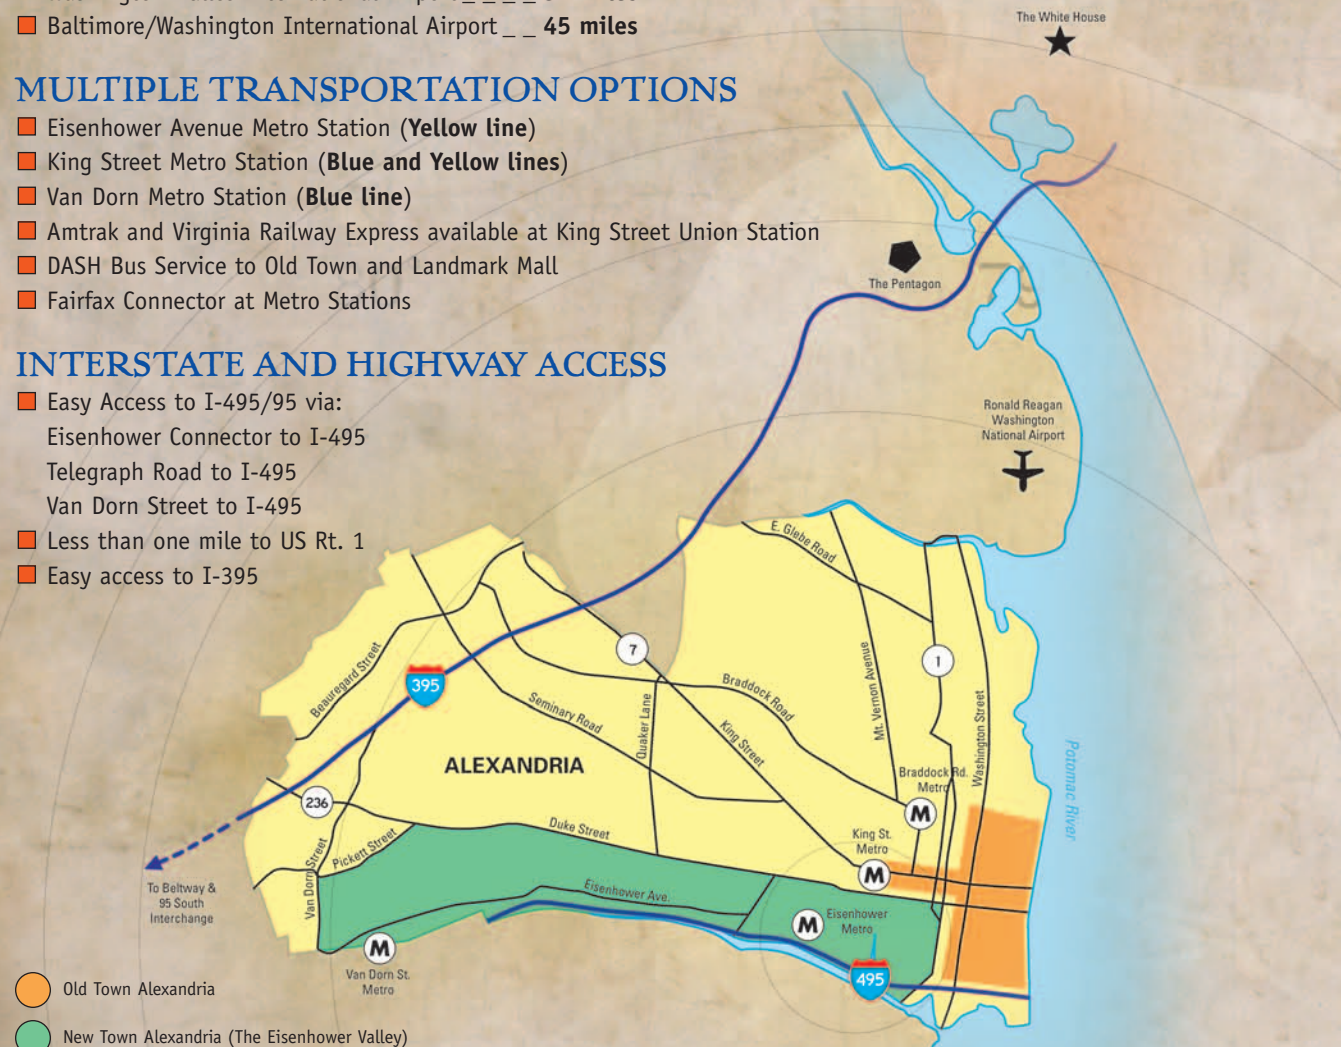 Baltimore/Washington International Airport _ _ 45 miles
MULTIPLE TRANSPORTATION OPTIONS
Eisenhower Avenue Metro Station (Yellow line)
King Street Metro Station (Blue and Yellow lines)
Van Dorn Metro Station (Blue line)
Amtrak and Virginia Railway Express available at King Street Union Station
DASH Bus Service to Old Town and Landmark Mall
Fairfax Connector at Metro Stations
INTERSTATE AND HIGHWAY ACCESS
Easy Access to I-495/95 via:
Eisenhower Connector to I-495
Telegraph Road to I-495
Van Dorn Street to I-495
Less than one mile to US Rt. 1
Easy access to I-395
The White House
The Pentagon
Ronald Reagan
Washington
National Airport
E. Glebe Road
7
1
Beauregard Street
395
Seminary Road
Quaker Lane
Braddock Road
King Street
Mt. Vernon Avenue
Washington Street
Potomac River
ALEXANDRIA
Braddock Rd.
Metro
M
236
Duke Street
King St.
Metro
M
Pickett Street
Van Dorn Street
Eisenhower Ave.
To Beltway &
95 South
Interchange
M
Eisenhower
Metro
M
Van Dorn St.
Metro
495
Old Town Alexandria
New Town Alexandria (The Eisenhower Valley)